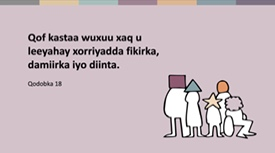 Qof kastaa wuxuu xaq u
leeyahay xorriyadda fikirka,
damiirka iyo diinta.
Qodobka 18